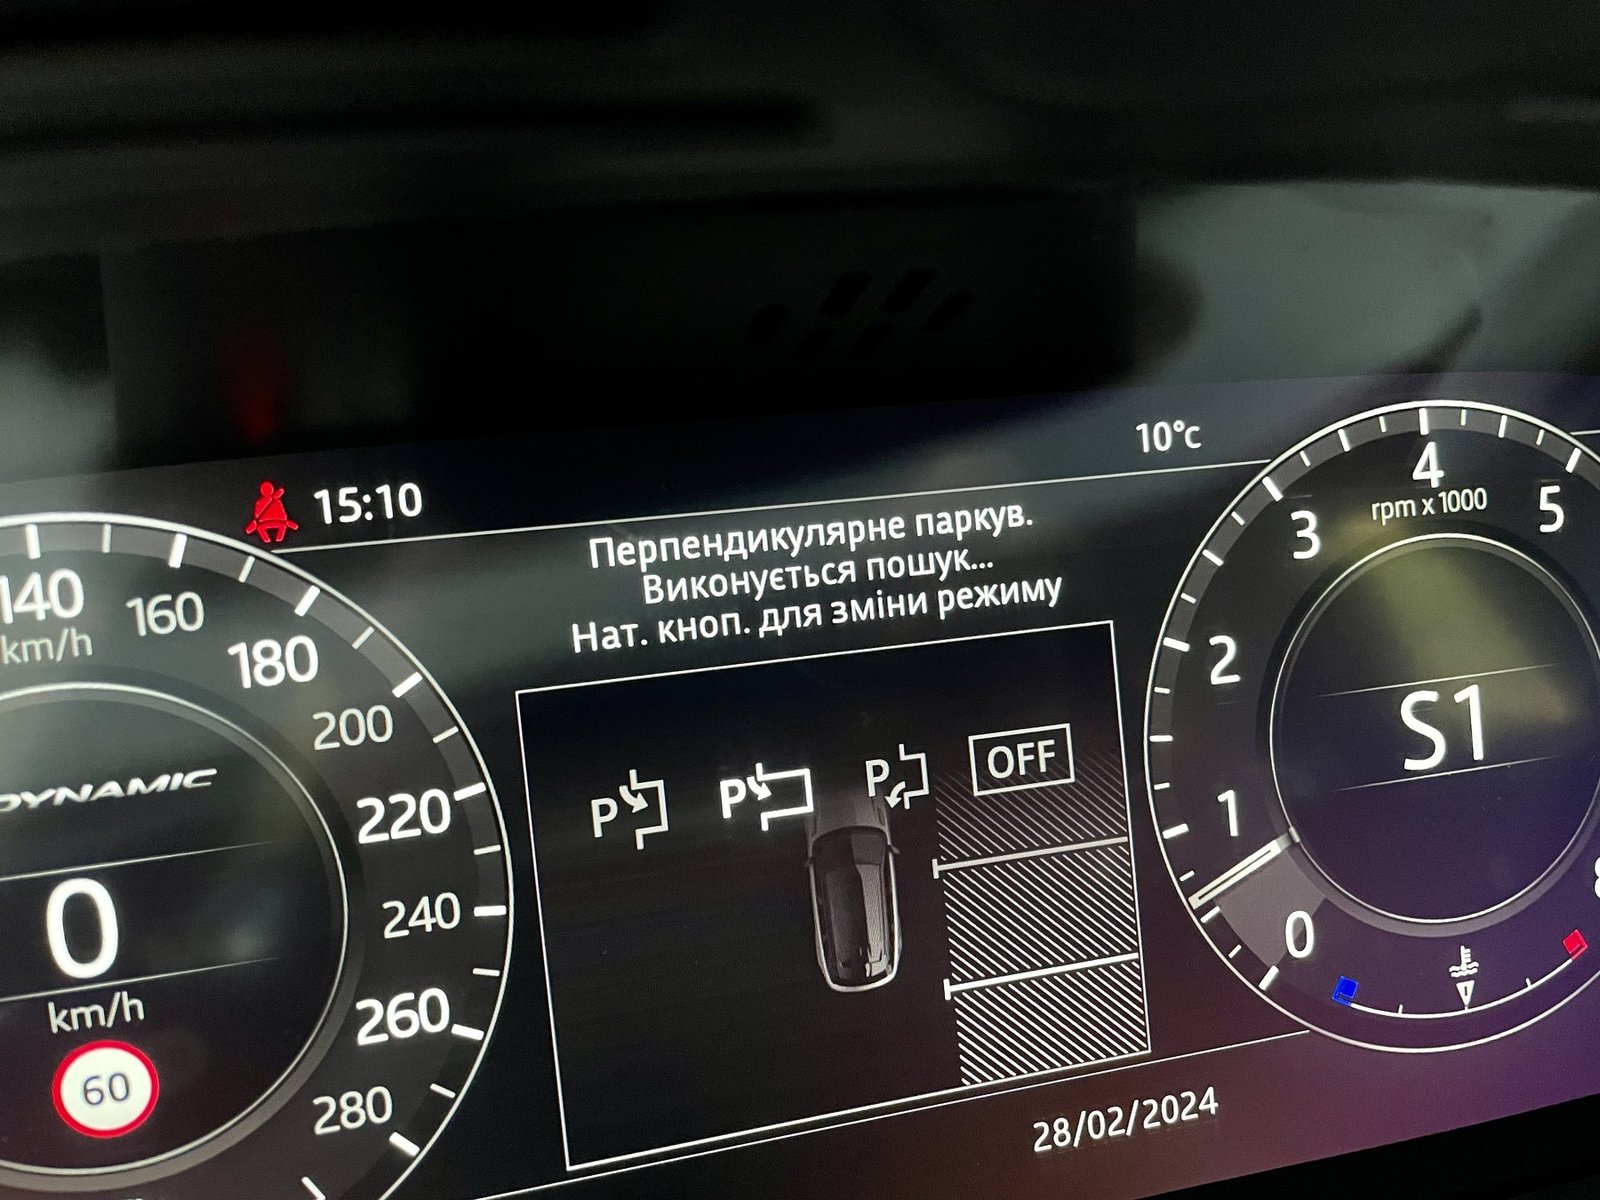 15:10
10°c
Перпендикулярне паркув.
Виконується пошук...
Нат. кноп. для зміни режиму
140
km/h
160
180
200
220
240
260
280
DYNAMIC
0
km/h
60
P
P
P
OFF
4
rpm x 1000
5
3
2
1
0
S1
28/02/2024